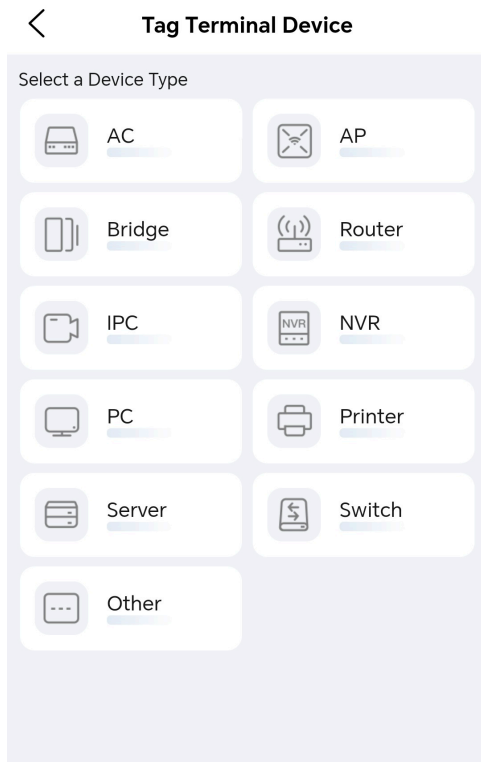 Tag Terminal Device
Select a Device Type
AC
AP
Bridge
Router
IPC
NVR
NVR
PC
Printer
Server
Switch
Other